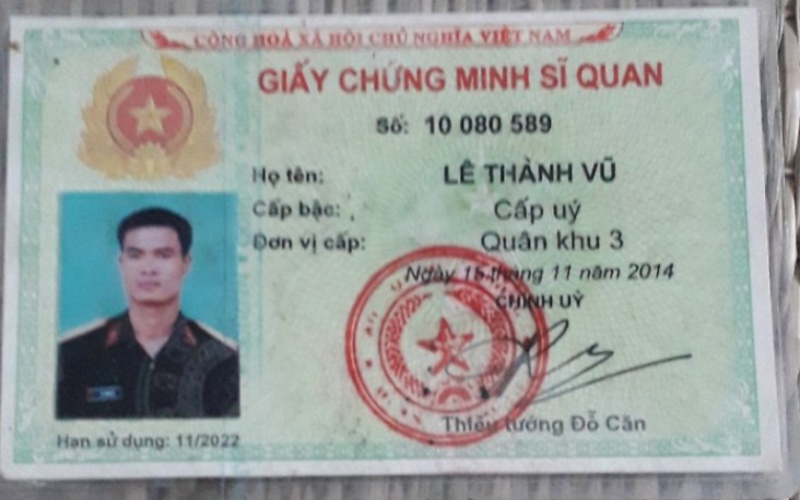 CỘNG HOÀ XÃ HỘI CHỦ NGHĨA VIỆT NAM
GIẤY CHỨNG MINH SĨ QUAN
Số: 10 080 589
Họ tên: LÊ THÀNH VŨ
Cấp bậc: Cấp uý
Đơn vị cấp: Quân khu 3
Ngày 15 tháng 11 năm 2014
CHÍNH UỶ
Thiếu tướng Đỗ Căn
Hạn sử dụng: 11/2022